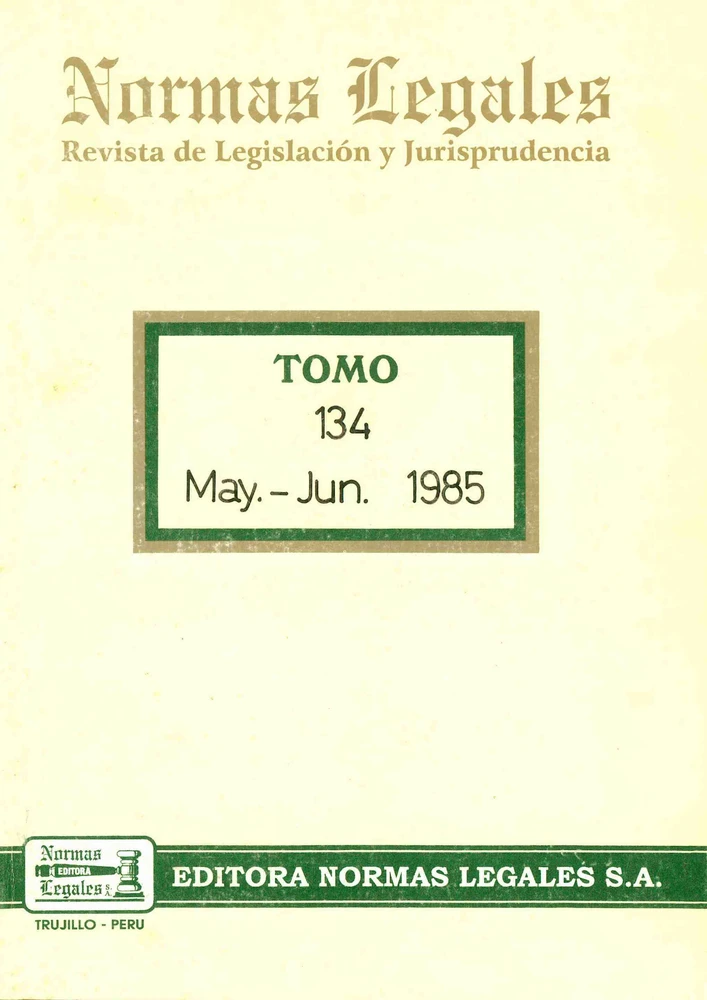 Normas Legales
Revista de Legislación y Jurisprudencia
TOMO
134
May. - Jun. 1985
Normas
EDITORA
Legales S.A.
EDITORA NORMAS LEGALES S.A.
TRUJILLO - PERU